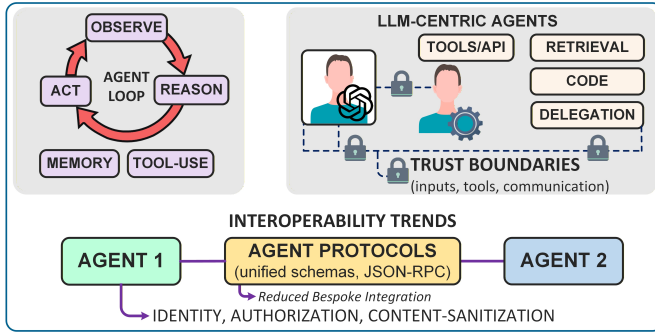 OBSERVE
AGENT
LOOP
ACT
REASON
MEMORY
TOOL-USE
LLM-CENTRIC AGENTS
TOOLS/API
RETRIEVAL
CODE
DELEGATION
TRUST BOUNDARIES
(inputs, tools, communication)
INTEROPERABILITY TRENDS
AGENT 1
AGENT PROTOCOLS
(unified schemas, JSON-RPC)
AGENT 2
Reduced Bespoke Integration
IDENTITY, AUTHORIZATION, CONTENT-SANITIZATION